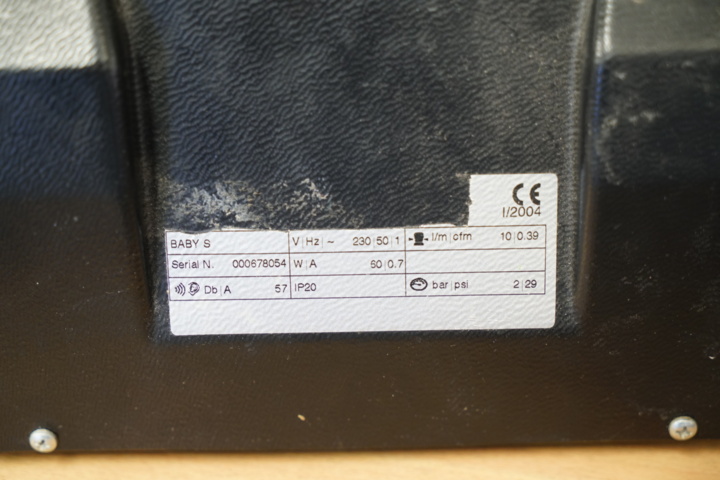 CE
I/2004
BABY S V Hz ~ 230 50 1 l/m cfm 10 0.39
Serial N. 000678054 W A 60 0.7
Db A 57 IP20 bar psi 2 29